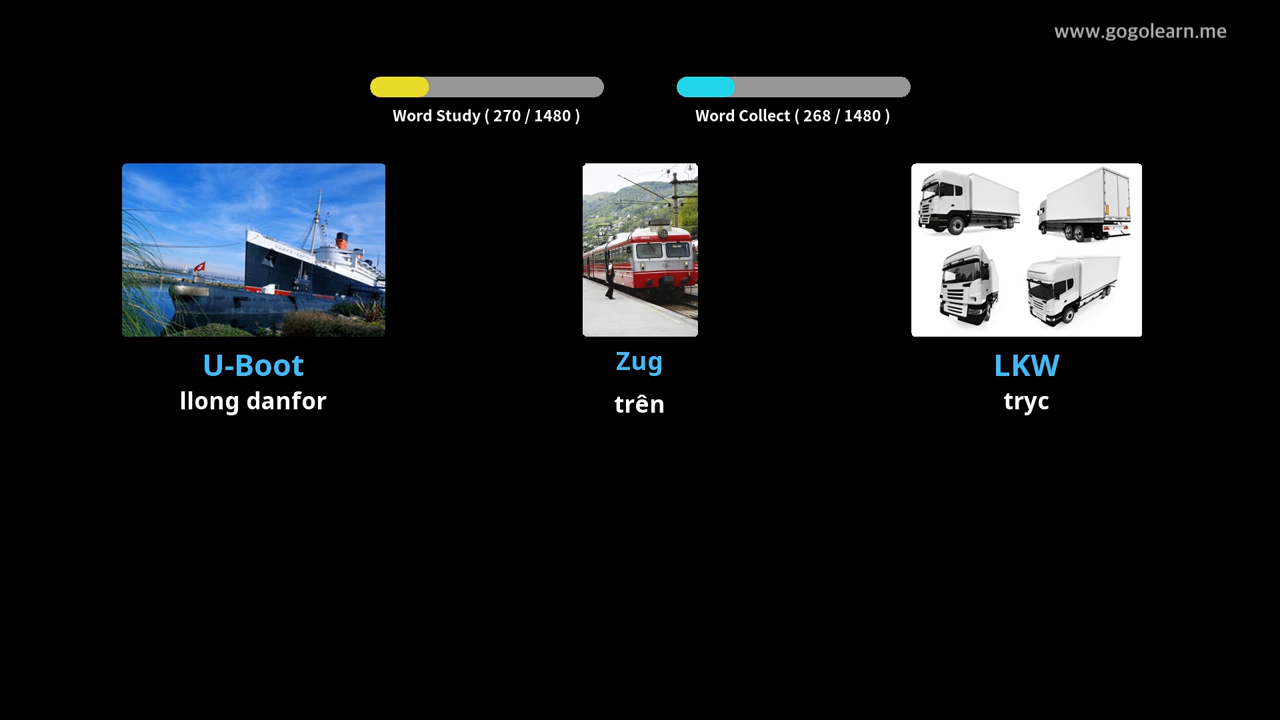 www.gogolearn.me
Word Study ( 270 / 1480 )
Word Collect ( 268 / 1480 )
U-Boot
Zug
LKW
llong danfor
trên
tryc